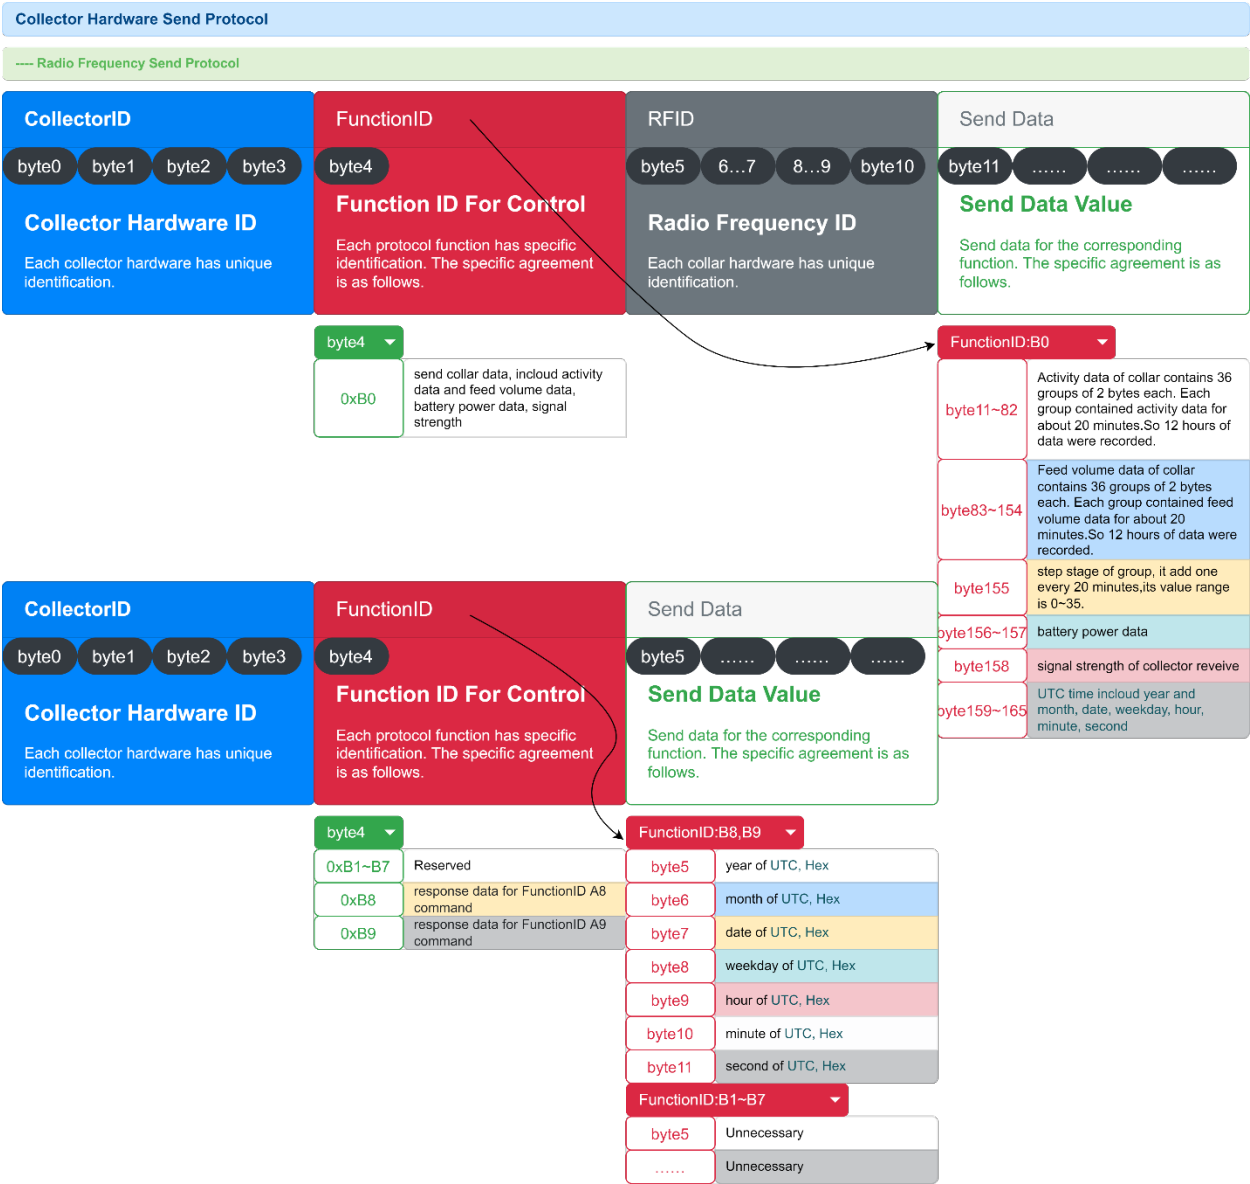 Collector Hardware Send Protocol
---- Radio Frequency Send Protocol
CollectorID
FunctionID
RFID
Send Data
byte0 byte1 byte2 byte3
byte4
byte5 6...7 8...9 byte10
byte11 ...... ...... ......
Collector Hardware ID
Each collector hardware has unique
identification.
Function ID For Control
Each protocol function has specific
identification. The specific agreement
is as follows.
Radio Frequency ID
Each collar hardware has unique
identification.
Send Data Value
Send data for the corresponding
function. The specific agreement is as
follows.
byte4
0xB0
send collar data, incloud activity
data and feed volume data,
battery power data, signal
strength
FunctionID:B0
byte11~82
Activity data of collar contains 36
groups of 2 bytes each. Each
group contained activity data for
about 20 minutes.So 12 hours of
data were recorded.
byte83~154
Feed volume data of collar
contains 36 groups of 2 bytes
each. Each group contained feed
volume data for about 20
minutes.So 12 hours of data were
recorded.
byte155
step stage of group, it add one
every 20 minutes,its value range
is 0~35.
byte156~157
battery power data
byte158
signal strength of collector reveive
byte159~165
UTC time incloud year and
month, date, weekday, hour,
minute, second
CollectorID
FunctionID
Send Data
byte0 byte1 byte2 byte3
byte4
byte5 ...... ...... ......
Collector Hardware ID
Each collector hardware has unique
identification.
Function ID For Control
Each protocol function has specific
identification. The specific agreement
is as follows.
Send Data Value
Send data for the corresponding
function. The specific agreement is as
follows.
byte4
0xB1~B7
Reserved
0xB8
response data for FunctionID A8
command
0xB9
response data for FunctionID A9
command
FunctionID:B8,B9
byte5
year of UTC, Hex
byte6
month of UTC, Hex
byte7
date of UTC, Hex
byte8
weekday of UTC, Hex
byte9
hour of UTC, Hex
byte10
minute of UTC, Hex
byte11
second of UTC, Hex
FunctionID:B1~B7
byte5
Unnecessary
......
Unnecessary